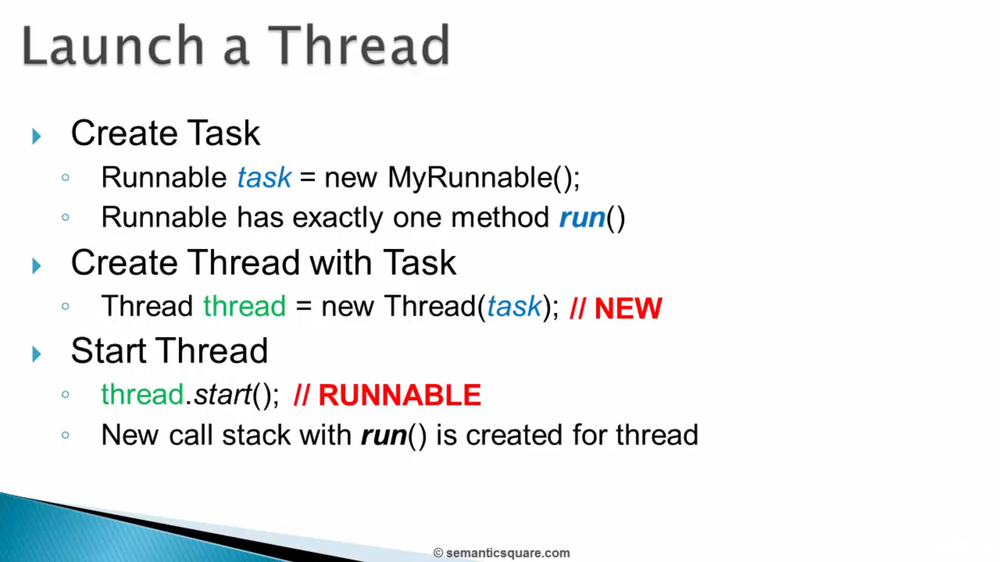 Launch a Thread
Create Task
Runnable task = new MyRunnable();
Runnable has exactly one method run()
Create Thread with Task
Thread thread = new Thread(task); // NEW
Start Thread
thread.start(); // RUNNABLE
New call stack with run() is created for thread
© semanticsquare.com